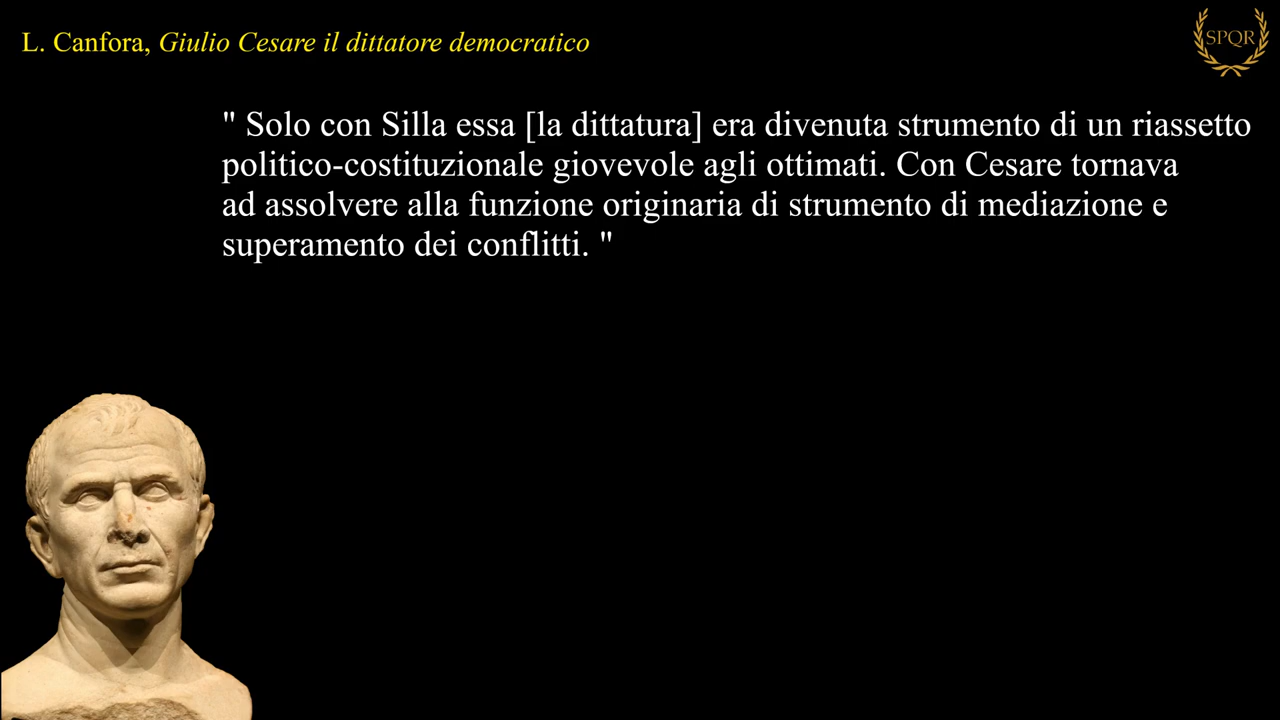 L. Canfora, Giulio Cesare il dittatore democratico
SPQR
" Solo con Silla essa [la dittatura] era divenuta strumento di un riassetto
politico-costituzionale giovevole agli ottimati. Con Cesare tornava
ad assolvere alla funzione originaria di strumento di mediazione e
superamento dei conflitti. "